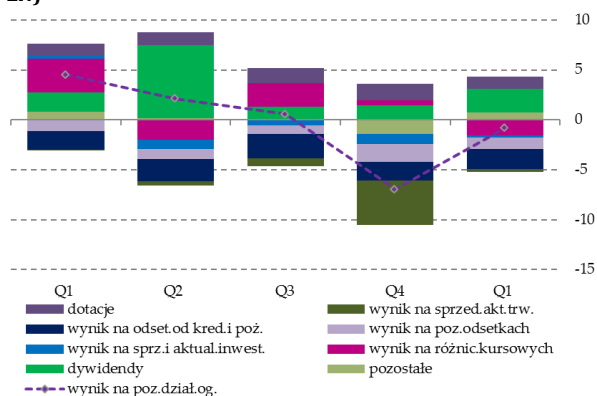 zł)
10
5
0
-5
-10
-15
Q1 Q2 Q3 Q4 Q1
dotacje wynik na sprzed.akt.trw.
wynik na odset.od kred.i poż. wynik na poz.odsetkach
wynik na sprz.i aktual.inwest. wynik na różnic.kursowych
dywidendy pozostałe
wynik na poz.dział.og.